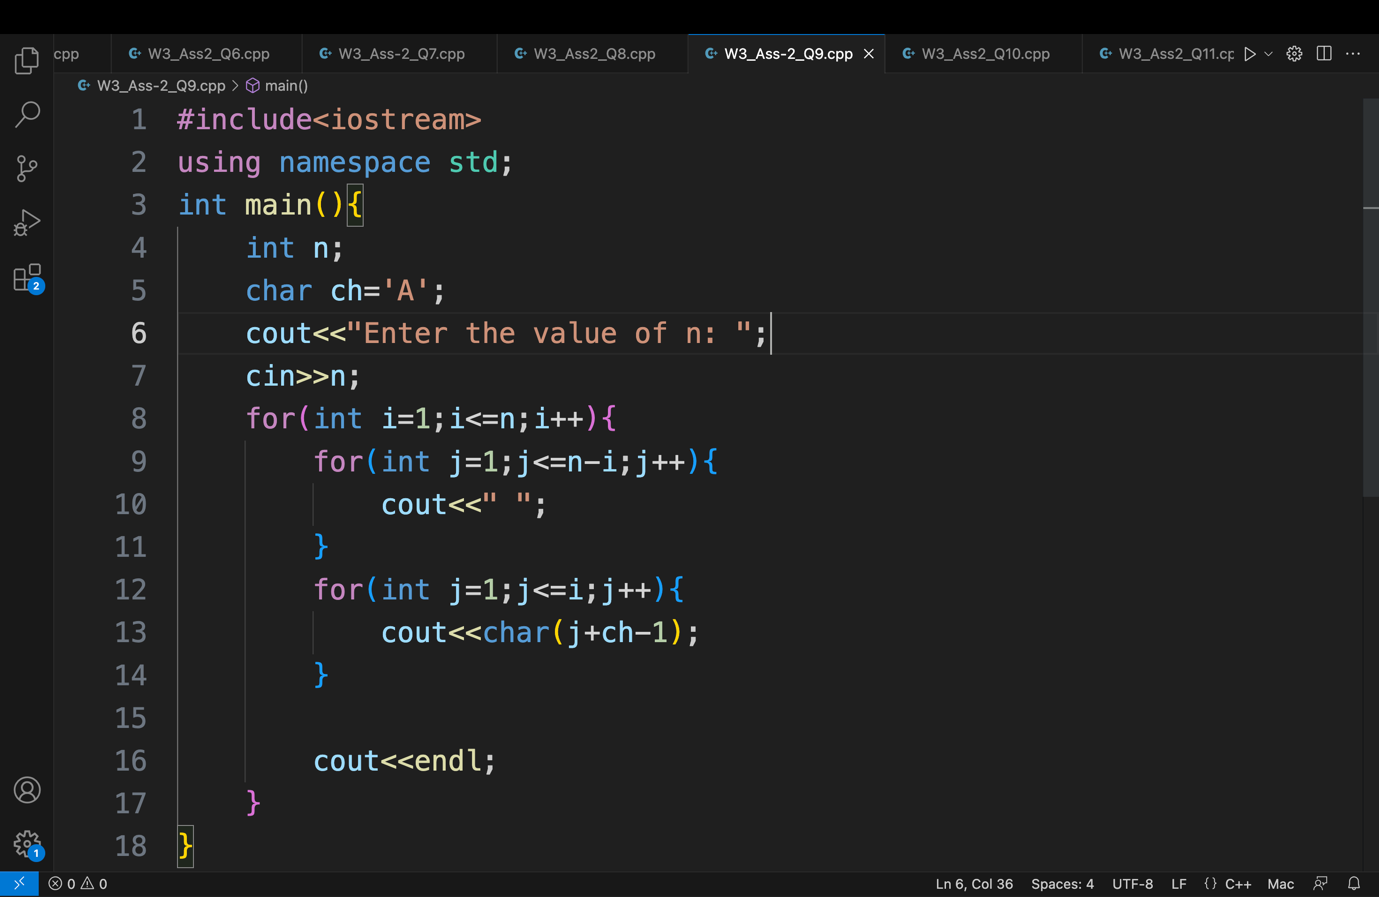 cpp W3_Ass2_Q6.cpp W3_Ass-2_Q7.cpp W3_Ass2_Q8.cpp W3_Ass-2_Q9.cpp W3_Ass2_Q10.cpp W3_Ass2_Q11.cp
W3_Ass-2_Q9.cpp > main()
1 #include<iostream>
2 using namespace std;
3 int main(){
4     int n;
5     char ch='A';
6     cout<<"Enter the value of n: ";
7     cin>>n;
8     for(int i=1;i<=n;i++){
9         for(int j=1;j<=n-i;j++){
10             cout<<" ";
11         }
12         for(int j=1;j<=i;j++){
13             cout<<char(j+ch-1);
14         }
15
16         cout<<endl;
17     }
18 }
2
1
0 0 Ln 6, Col 36 Spaces: 4 UTF-8 LF {} C++ Mac